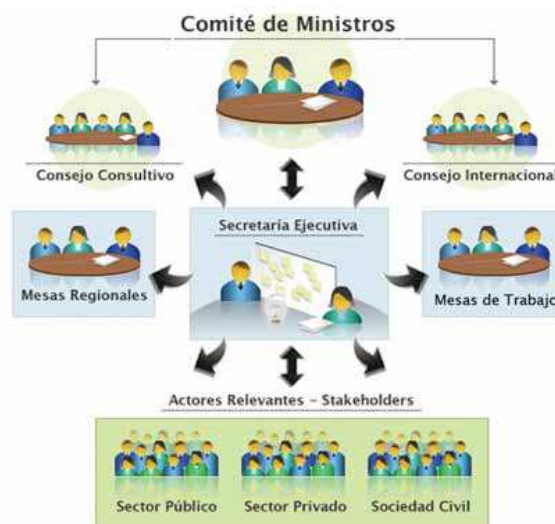 Comité de Ministros
Consejo Consultivo
Consejo Internacional
Secretaría Ejecutiva
Mesas Regionales
Mesas de Trabajo
Actores Relevantes - Stakeholders
Sector Público
Sector Privado
Sociedad Civil